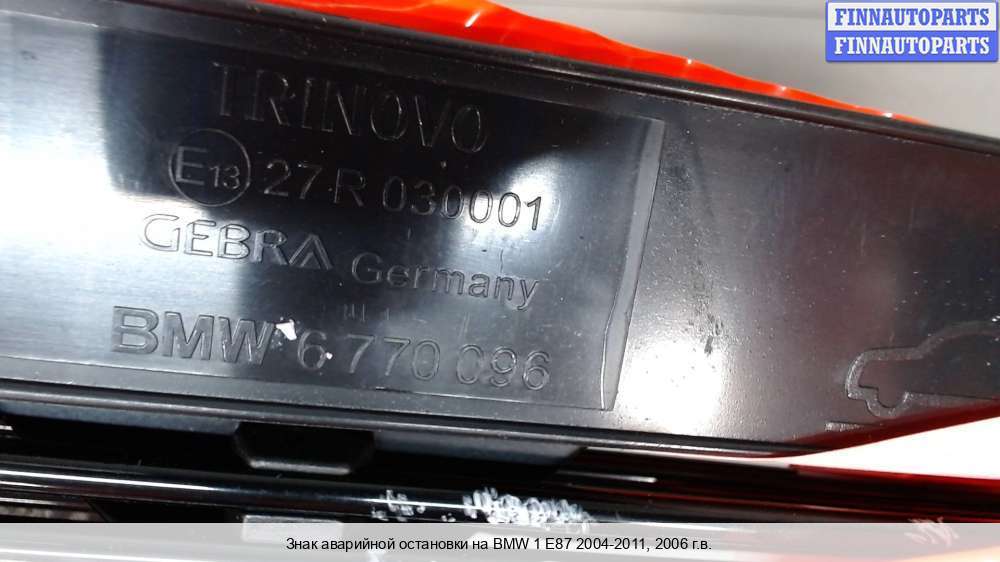 FINNAUTOPARTS
FINNAUTOPARTS
TRINOVO
E13 27 R 030001
GEBRA Germany
BMW 6 770 096
Знак аварийной остановки на BMW 1 E87 2004-2011, 2006 г.в.